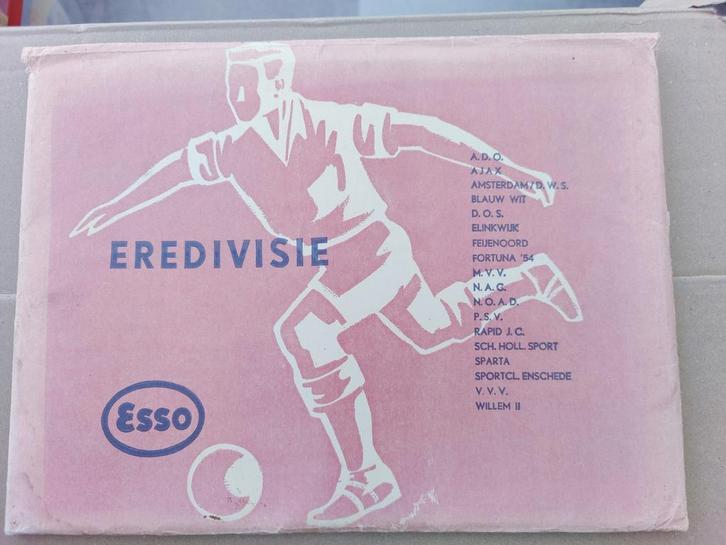 EREDIVISIE
Esso
A.D.O.
AJAX
AMSTERDAM/D.W.S.
BLAUW WIT
D.O.S.
ELINKWIJK
FEIJENOORD
FORTUNA '54
M.V.V.
N.A.C.
N.O.A.D.
P.S.V.
RAPID J.C.
SCH. HOLL. SPORT
SPARTA
SPORTCL. ENSCHEDE
V.V.V.
WILLEM II